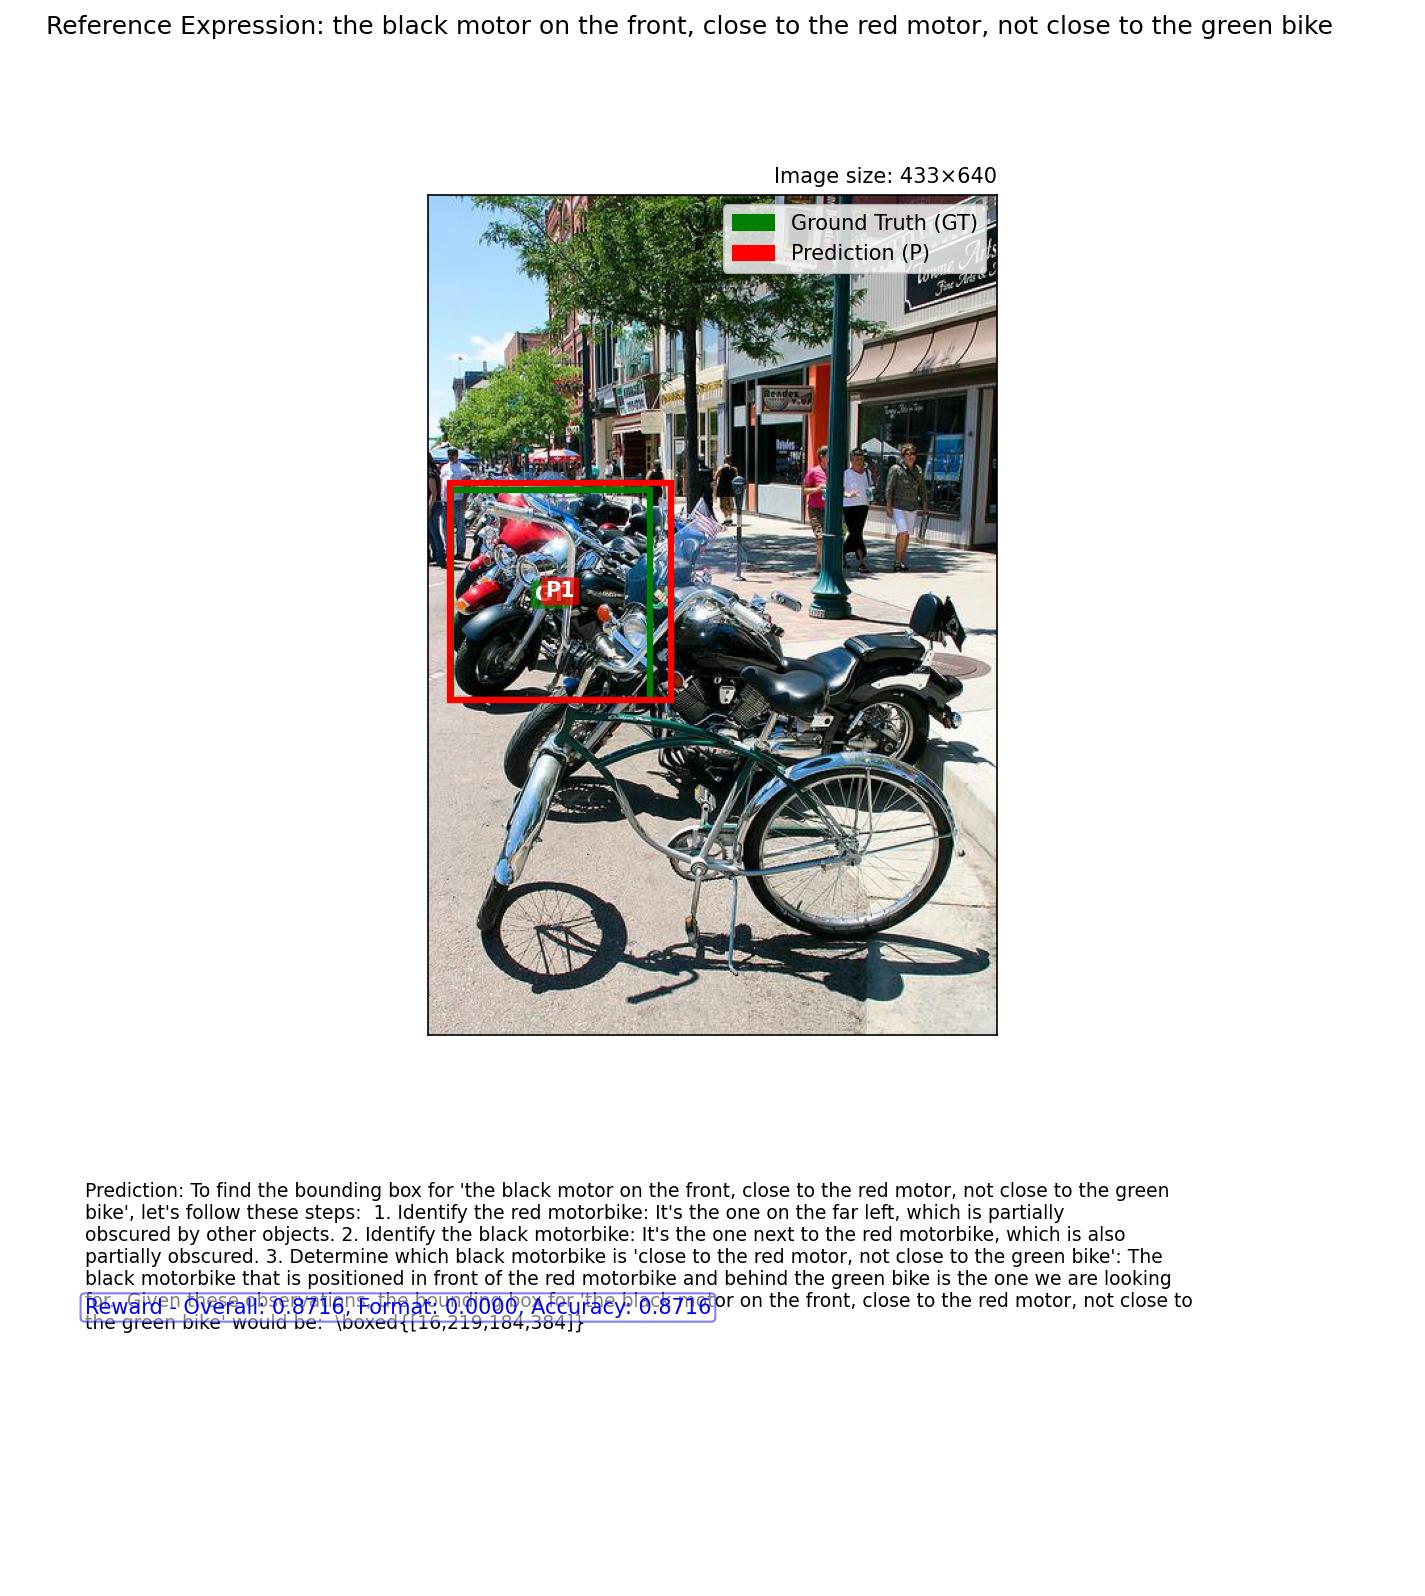 Reference Expression: the black motor on the front, close to the red motor, not close to the green bike
Image size: 433×640
Ground Truth (GT)
Prediction (P)
Towne Arts
Fine Arts &
Rendez
P1
Prediction: To find the bounding box for 'the black motor on the front, close to the red motor, not close to the green
bike', let's follow these steps:  1. Identify the red motorbike: It's the one on the far left, which is partially
obscured by other objects. 2. Identify the black motorbike: It's the one next to the red motorbike, which is also
partially obscured. 3. Determine which black motorbike is 'close to the red motor, not close to the green bike': The
black motorbike that is positioned in front of the red motorbike and behind the green bike is the one we are looking
for.  Given these observations, the bounding box for 'the black motor on the front, close to the red motor, not close to
Reward - Overall: 0.8716, Format: 0.0000, Accuracy: 0.8716
the green bike' would be:  \boxed{[16,219,184,384]}